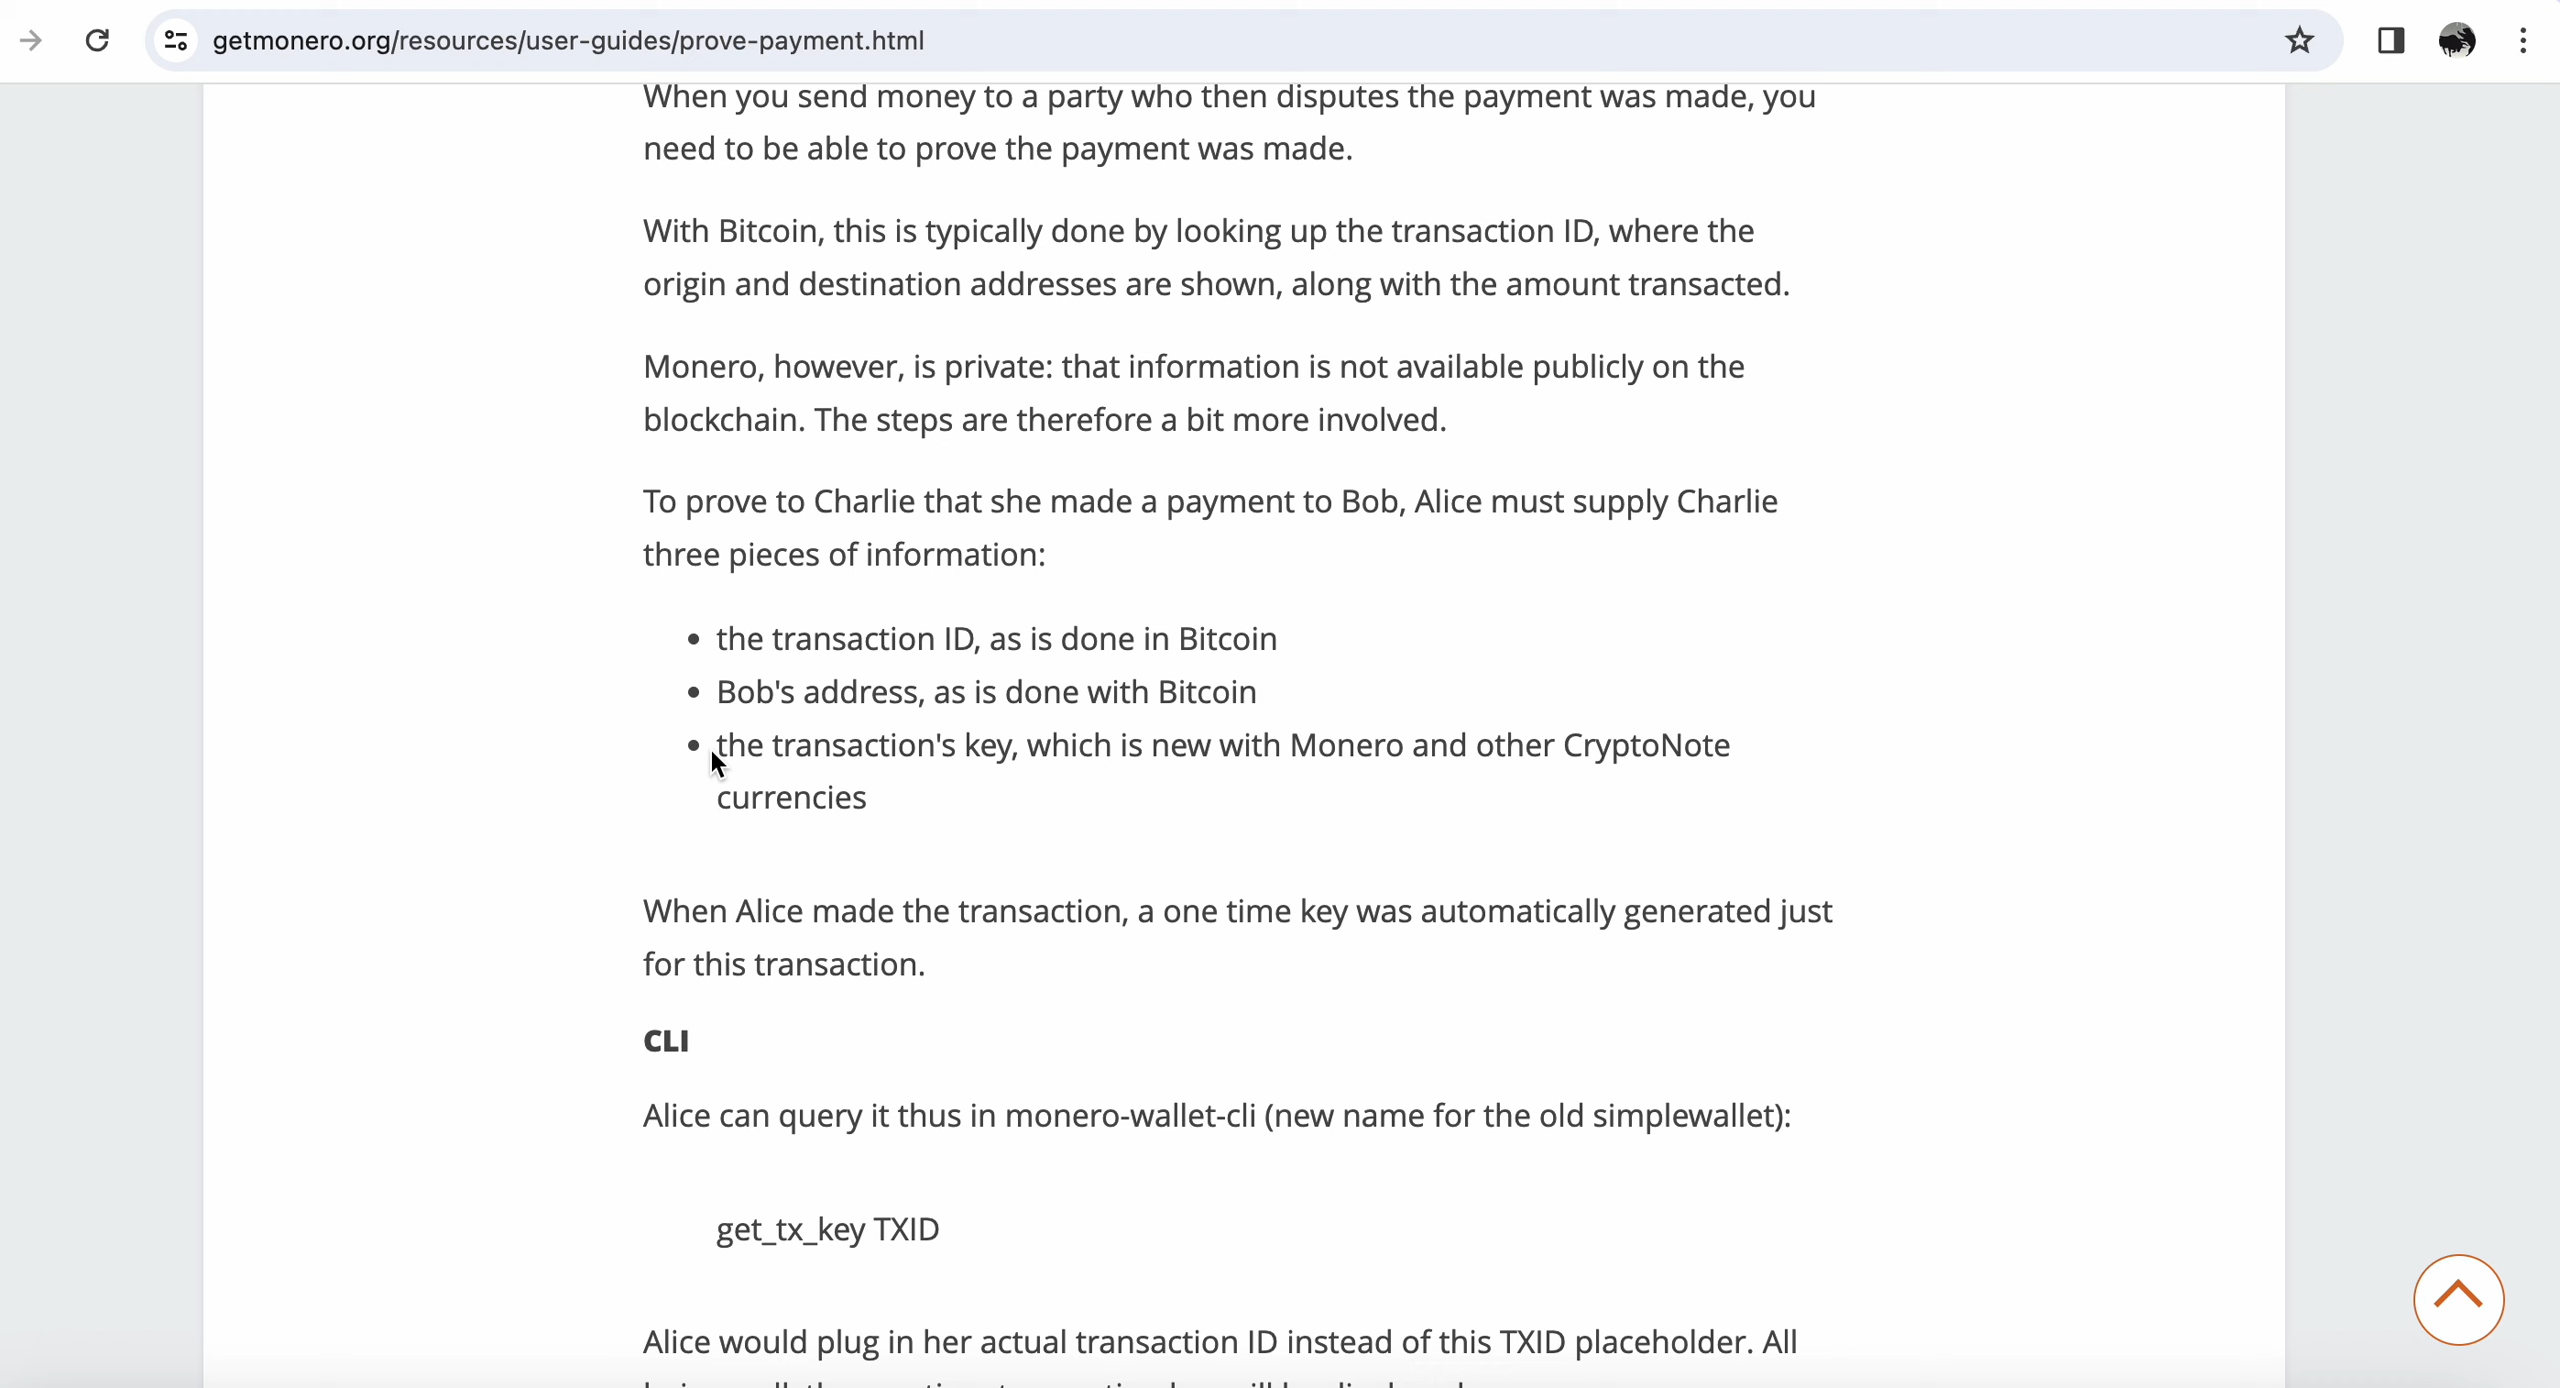 getmonero.org/resources/user-guides/prove-payment.html
When you send money to a party who then disputes the payment was made, you
need to be able to prove the payment was made.
With Bitcoin, this is typically done by looking up the transaction ID, where the
origin and destination addresses are shown, along with the amount transacted.
Monero, however, is private: that information is not available publicly on the
blockchain. The steps are therefore a bit more involved.
To prove to Charlie that she made a payment to Bob, Alice must supply Charlie
three pieces of information:
• the transaction ID, as is done in Bitcoin
• Bob's address, as is done with Bitcoin
• the transaction's key, which is new with Monero and other CryptoNote
currencies
When Alice made the transaction, a one time key was automatically generated just
for this transaction.
CLI
Alice can query it thus in monero-wallet-cli (new name for the old simplewallet):
get_tx_key TXID
Alice would plug in her actual transaction ID instead of this TXID placeholder. All